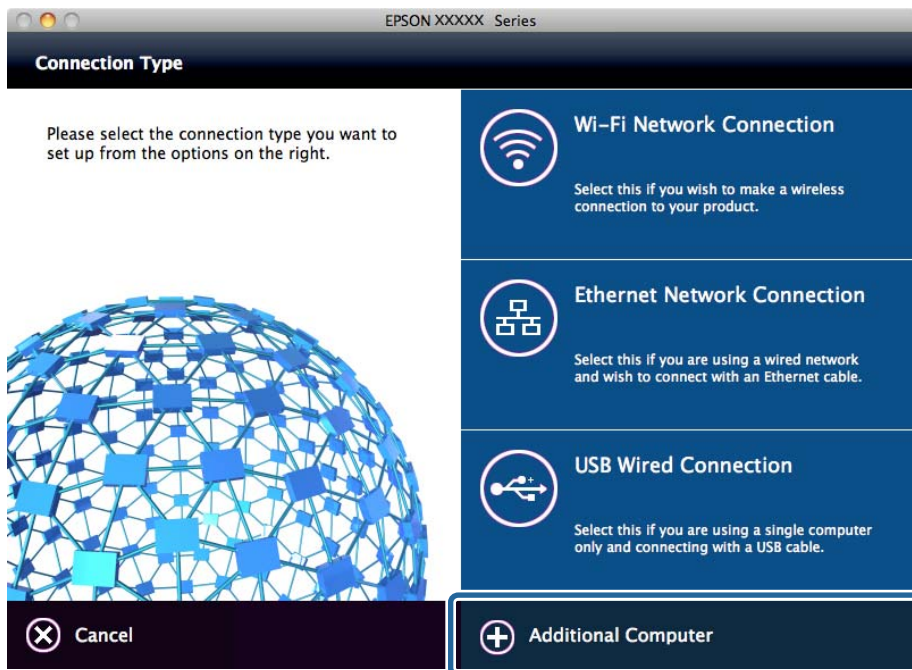 EPSON XXXXX Series
Connection Type
Please select the connection type you want to
set up from the options on the right.
Wi-Fi Network Connection
Select this if you wish to make a wireless
connection to your product.
Ethernet Network Connection
Select this if you are using a wired network
and wish to connect with an Ethernet cable.
USB Wired Connection
Select this if you are using a single computer
only and connecting with a USB cable.
Cancel
Additional Computer